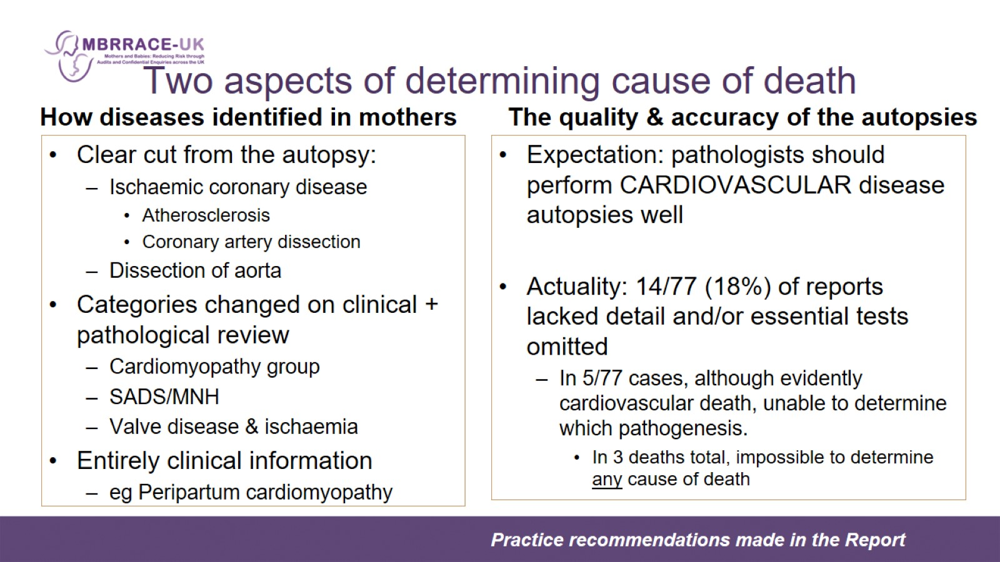 MBRRACE-UK
Mothers and Babies: Reducing Risk through
Audits and Confidential Enquiries across the UK
Two aspects of determining cause of death
How diseases identified in mothers
• Clear cut from the autopsy:
– Ischaemic coronary disease
• Atherosclerosis
• Coronary artery dissection
– Dissection of aorta
• Categories changed on clinical +
pathological review
– Cardiomyopathy group
– SADS/MNH
– Valve disease & ischaemia
• Entirely clinical information
– eg Peripartum cardiomyopathy
The quality & accuracy of the autopsies
• Expectation: pathologists should
perform CARDIOVASCULAR disease
autopsies well
• Actuality: 14/77 (18%) of reports
lacked detail and/or essential tests
omitted
– In 5/77 cases, although evidently
cardiovascular death, unable to determine
which pathogenesis.
• In 3 deaths total, impossible to determine
any cause of death
Practice recommendations made in the Report